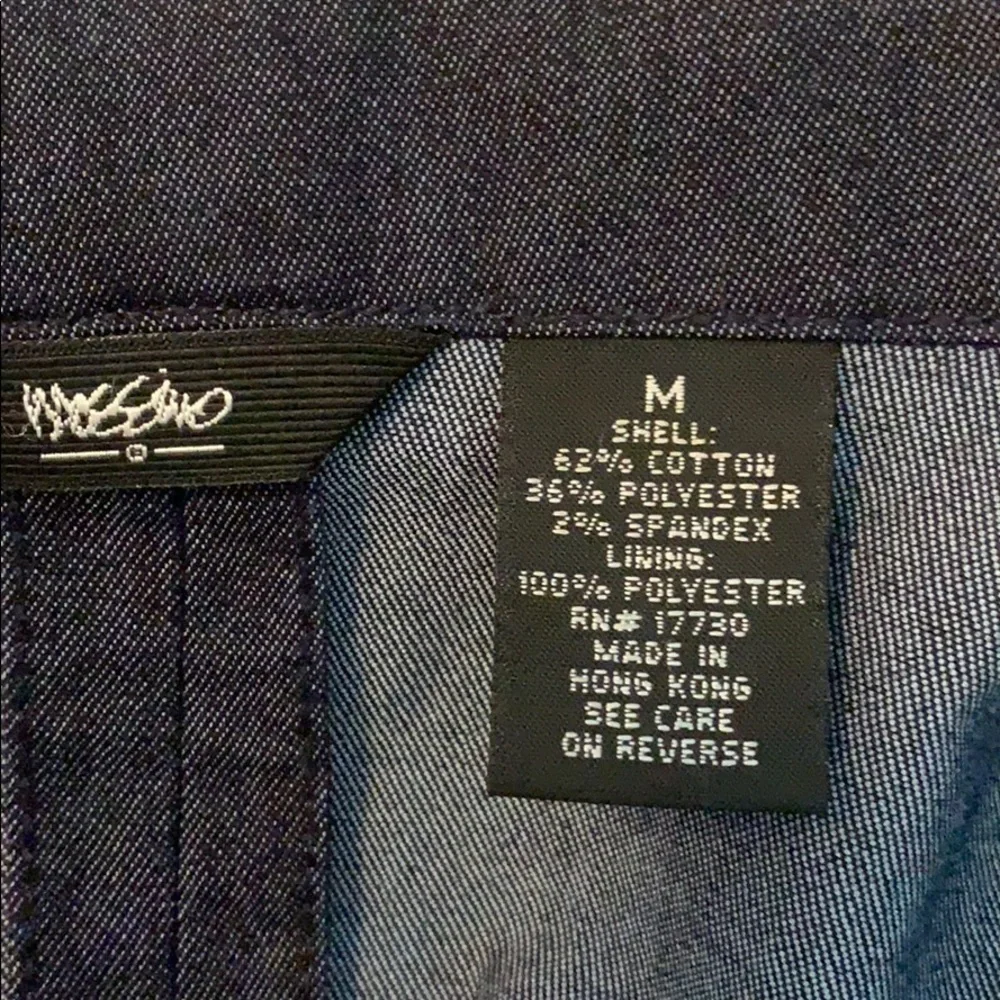 mossimo
®
M
SHELL:
62% COTTON
36% POLYESTER
2% SPANDEX
LINING:
100% POLYESTER
RN# 17730
MADE IN
HONG KONG
SEE CARE
ON REVERSE